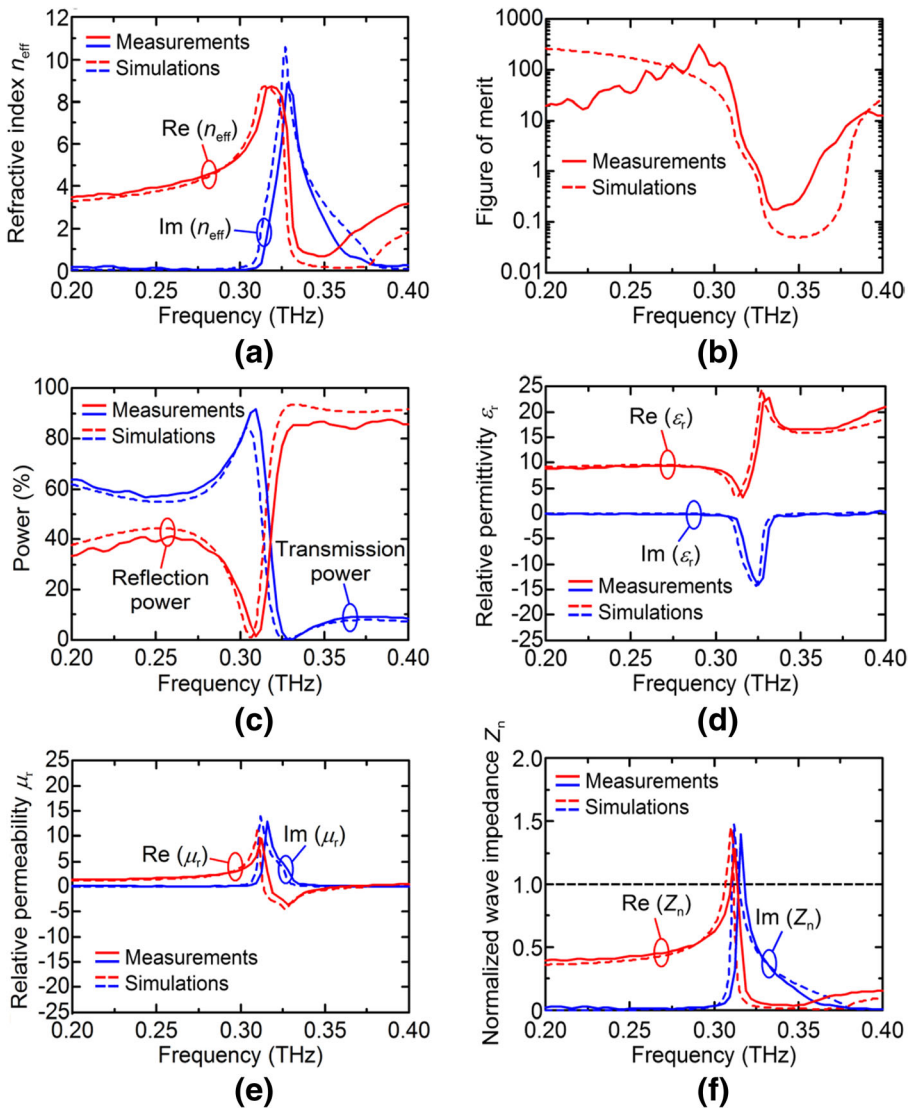 Refractive index n_eff
12
10
8
6
4
2
0
Measurements
Simulations
Re (n_eff)
Im (n_eff)
0.20 0.25 0.30 0.35 0.40
Frequency (THz)
(a)
Figure of merit
1000
100
10
1
0.1
0.01
Measurements
Simulations
0.20 0.25 0.30 0.35 0.40
Frequency (THz)
(b)
Power (%)
100
80
60
40
20
0
Measurements
Simulations
Reflection
power
Transmission
power
0.20 0.25 0.30 0.35 0.40
Frequency (THz)
(c)
Relative permittivity ε_r
25
20
15
10
5
0
-5
-10
-15
-20
-25
Re (ε_r)
Im (ε_r)
Measurements
Simulations
0.20 0.25 0.30 0.35 0.40
Frequency (THz)
(d)
Relative permeability μ_r
25
20
15
10
5
0
-5
-10
-15
-20
-25
Re (μ_r)
Im (μ_r)
Measurements
Simulations
0.20 0.25 0.30 0.35 0.40
Frequency (THz)
(e)
Normalized wave impedance Z_n
2.0
1.5
1.0
0.5
0
Measurements
Simulations
Re (Z_n)
Im (Z_n)
0.20 0.25 0.30 0.35 0.40
Frequency (THz)
(f)